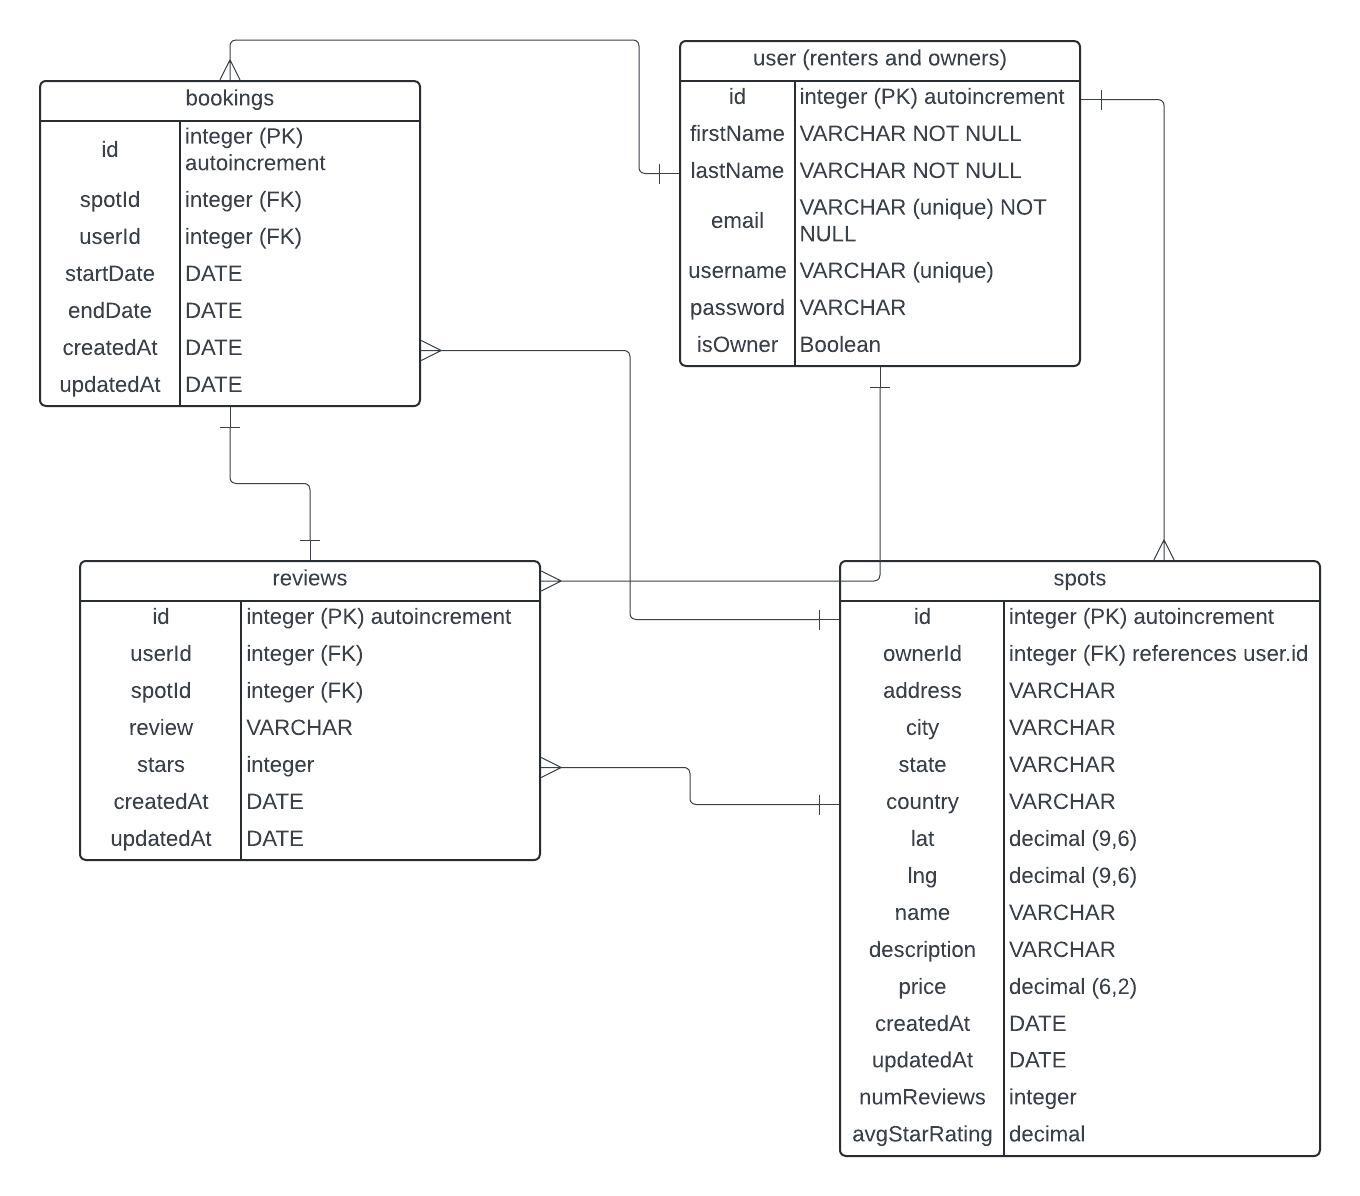 bookings
id integer (PK)
autoincrement
spotId integer (FK)
userId integer (FK)
startDate DATE
endDate DATE
createdAt DATE
updatedAt DATE
user (renters and owners)
id integer (PK) autoincrement
firstName VARCHAR NOT NULL
lastName VARCHAR NOT NULL
email VARCHAR (unique) NOT
NULL
username VARCHAR (unique)
password VARCHAR
isOwner Boolean
reviews
id integer (PK) autoincrement
userId integer (FK)
spotId integer (FK)
review VARCHAR
stars integer
createdAt DATE
updatedAt DATE
spots
id integer (PK) autoincrement
ownerId integer (FK) references user.id
address VARCHAR
city VARCHAR
state VARCHAR
country VARCHAR
lat decimal (9,6)
lng decimal (9,6)
name VARCHAR
description VARCHAR
price decimal (6,2)
createdAt DATE
updatedAt DATE
numReviews integer
avgStarRating decimal